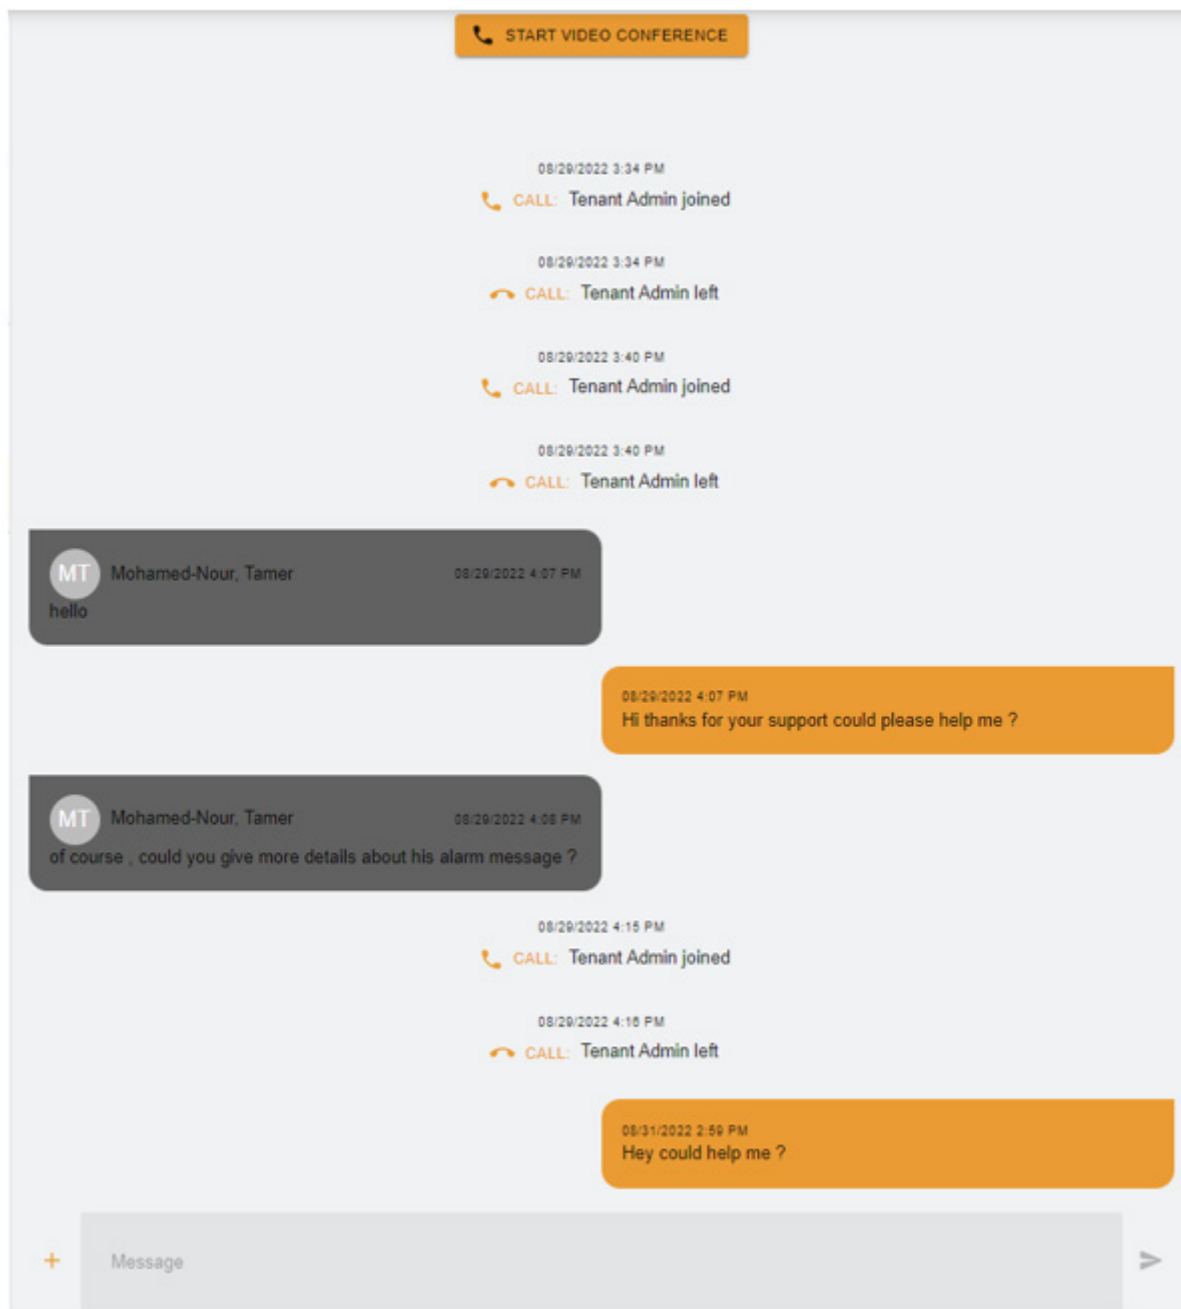 START VIDEO CONFERENCE
08/29/2022 3:34 PM
CALL: Tenant Admin joined
08/29/2022 3:34 PM
CALL: Tenant Admin left
08/29/2022 3:40 PM
CALL: Tenant Admin joined
08/29/2022 3:40 PM
CALL: Tenant Admin left
MT Mohamed-Nour, Tamer 08/29/2022 4:07 PM
hello
08/29/2022 4:07 PM
Hi thanks for your support could please help me ?
MT Mohamed-Nour, Tamer 08/29/2022 4:08 PM
of course , could you give more details about his alarm message ?
08/29/2022 4:15 PM
CALL: Tenant Admin joined
08/29/2022 4:16 PM
CALL: Tenant Admin left
08/31/2022 2:59 PM
Hey could help me ?
+ Message